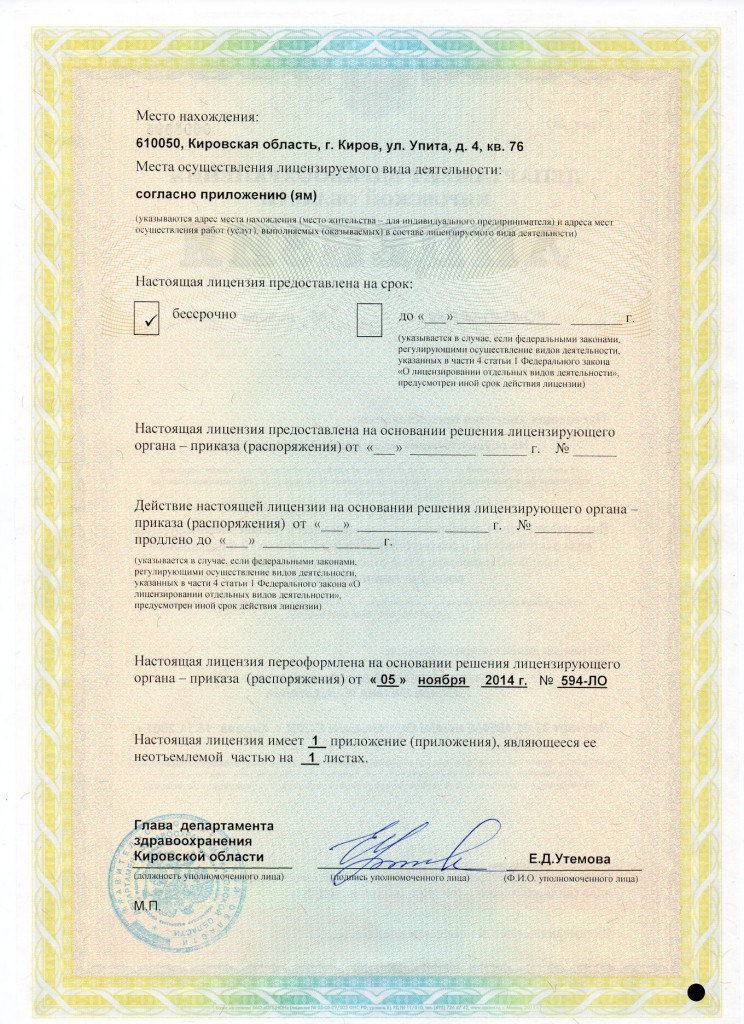 Место нахождения:
610050, Кировская область, г. Киров, ул. Упита, д. 4, кв. 76
Места осуществления лицензируемого вида деятельности:
согласно приложению (ям)
(указываются адрес места нахождения (место жительства – для индивидуального предпринимателя) и адреса мест
осуществления работ (услуг), выполняемых (оказываемых) в составе лицензируемого вида деятельности)
Настоящая лицензия предоставлена на срок:
✓ бессрочно до «___» ______________ _______ г.
(указывается в случае, если федеральными законами,
регулирующими осуществление видов деятельности,
указанных в части 4 статьи 1 Федерального закона
«О лицензировании отдельных видов деятельности»,
предусмотрен иной срок действия лицензии)
Настоящая лицензия предоставлена на основании решения лицензирующего
органа – приказа (распоряжения) от «___» _________ ______ г. № ______
Действие настоящей лицензии на основании решения лицензирующего органа –
приказа (распоряжения) от «___» ___________ ______ г. № ________
продлено до «___» _________ ______ г.
(указывается в случае, если федеральными законами,
регулирующими осуществление видов деятельности,
указанных в части 4 статьи 1 Федерального закона «О
лицензировании отдельных видов деятельности»,
предусмотрен иной срок действия лицензии)
Настоящая лицензия переоформлена на основании решения лицензирующего
органа – приказа (распоряжения) от « 05 » ноября 2014 г. № 594-ЛО
Настоящая лицензия имеет 1 приложение (приложения), являющееся ее
неотъемлемой частью на 1 листах.
Глава департамента
здравоохранения
Кировской области
Е.Д.Утемова
(должность уполномоченного лица) (подпись уполномоченного лица) (Ф.И.О. уполномоченного лица)
М.П.